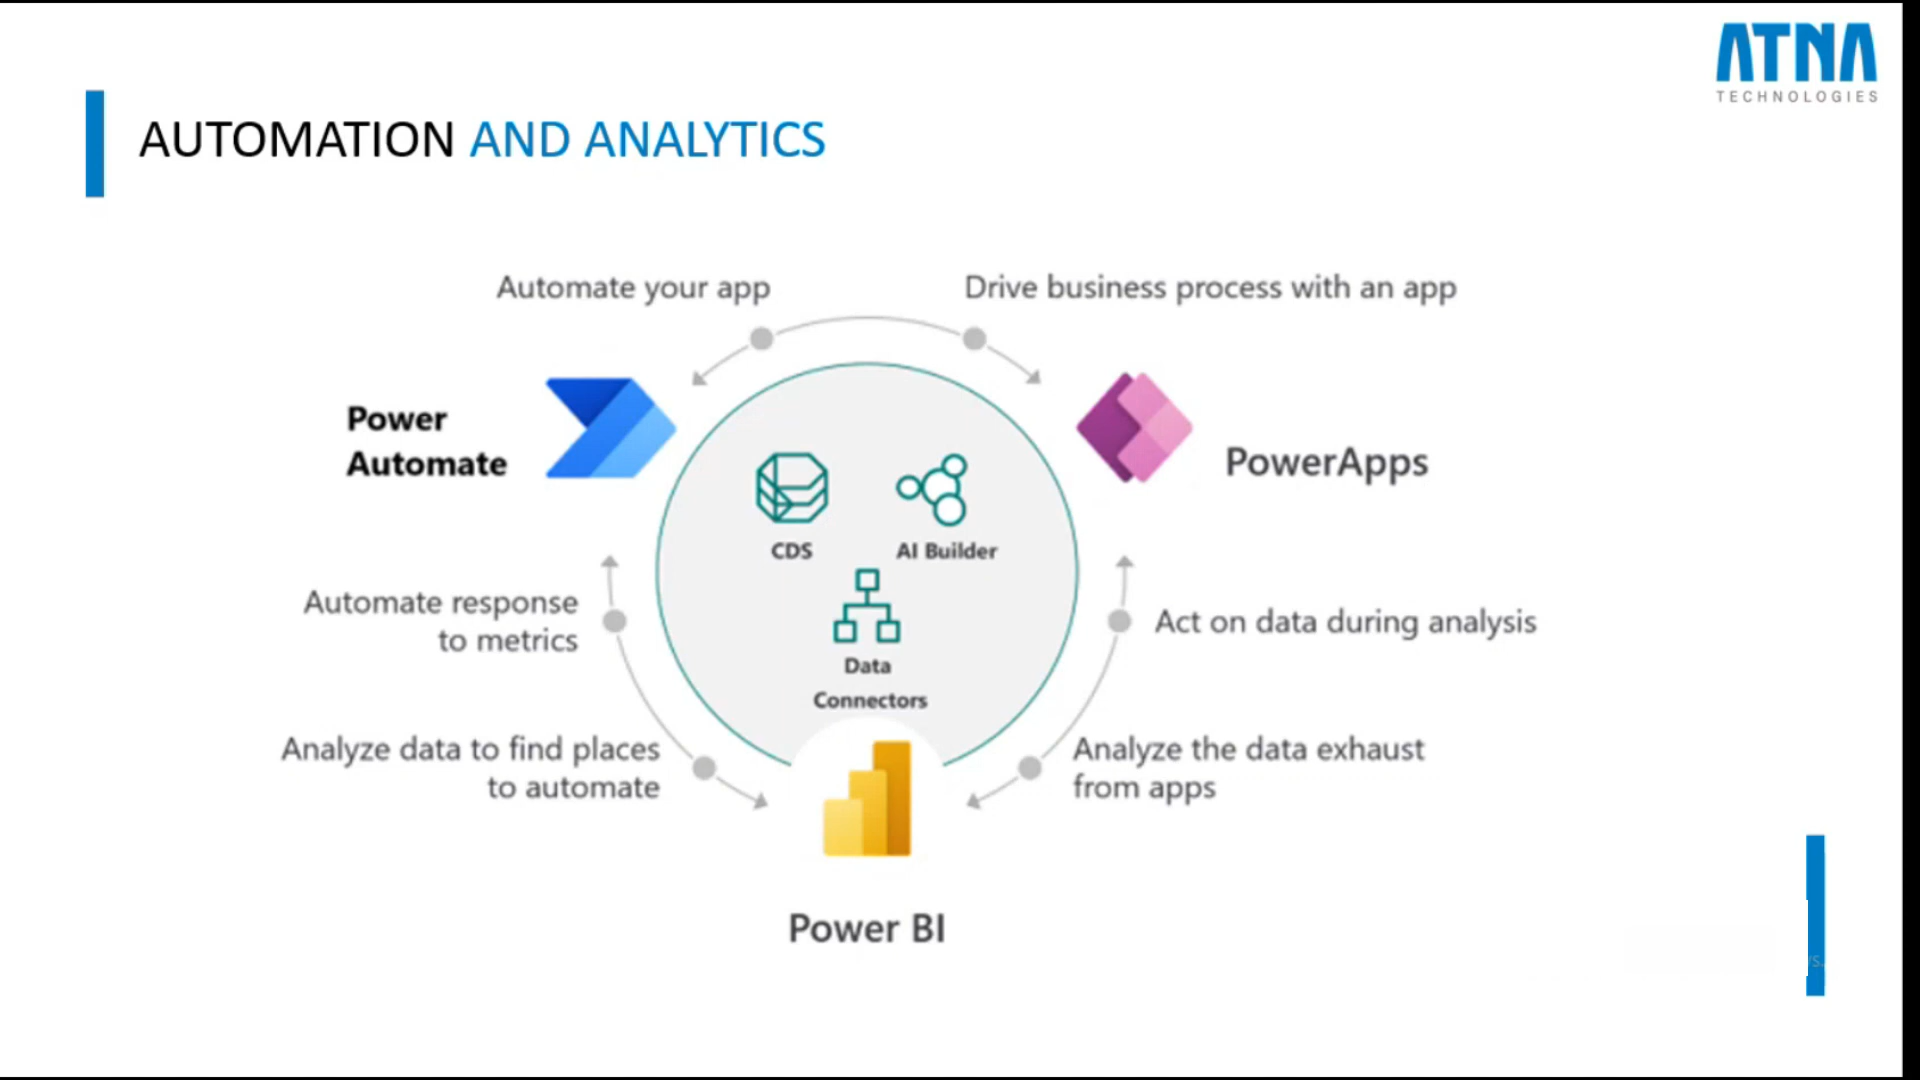 ATNA
TECHNOLOGIES
AUTOMATION AND ANALYTICS
Automate your app
Drive business process with an app
Power
Automate
PowerApps
CDS
AI Builder
Data
Connectors
Automate response
to metrics
Act on data during analysis
Analyze data to find places
to automate
Analyze the data exhaust
from apps
Power BI